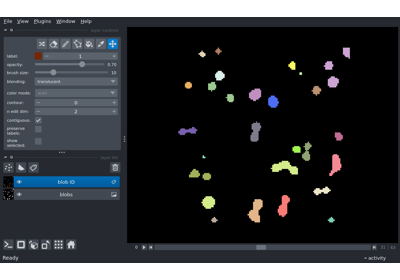 File View Plugins Window Help
label: 1
opacity: 0.70
brush size: 10
blending: translucent
color mode:
contour: 0
n edit dim: 2
contiguous:
preserve
labels:
show
selected:
blob ID
blobs
0
Ready
activity